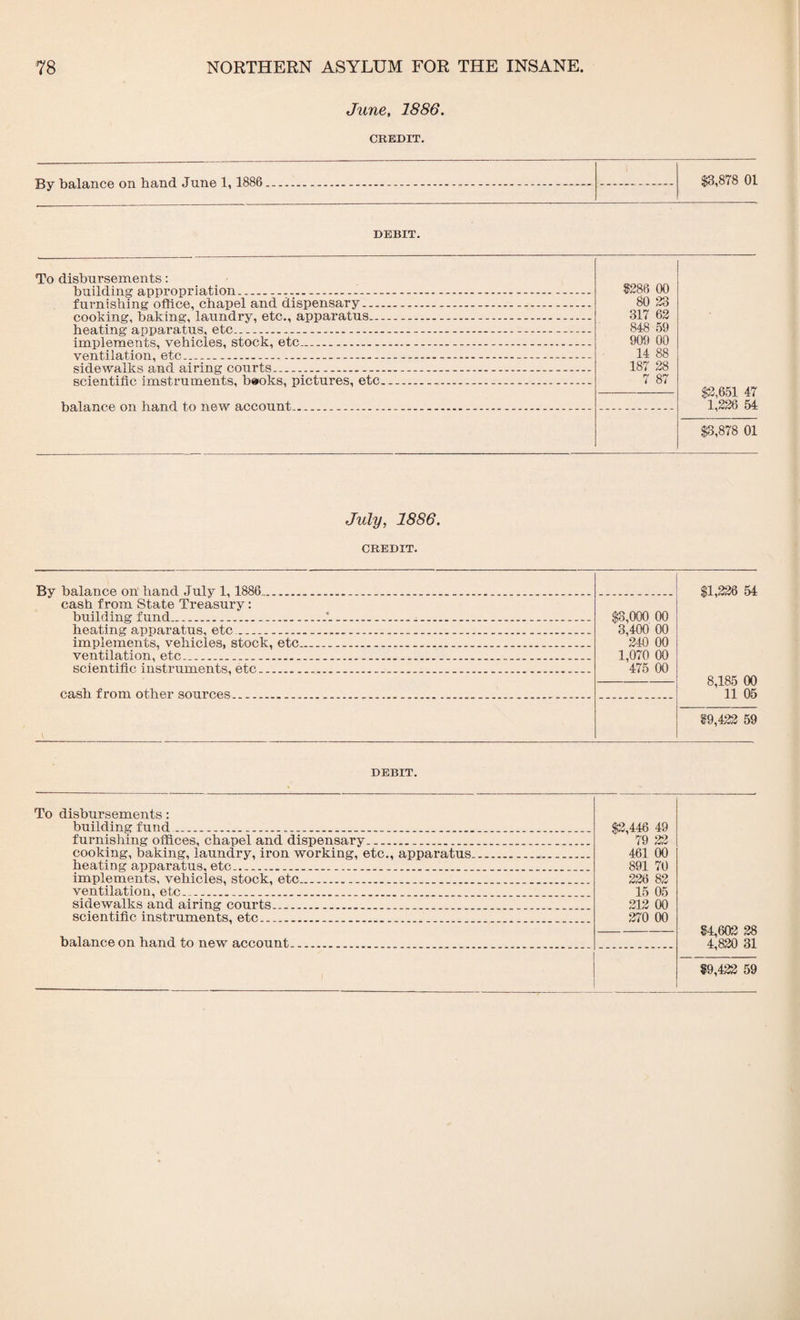 78 NORTHERN ASYLUM FOR THE INSANE.
June, 1886.
CREDIT.
By balance on hand June 1, 1886 $3,878 01
DEBIT.
To disbursements:
building appropriation $286 00
furnishing office, chapel and dispensary 80 23
cooking, baking, laundry, etc., apparatus 317 62
heating apparatus, etc 848 59
implements, vehicles, stock, etc 909 00
ventilation, etc 14 88
sidewalks and airing courts 187 28
scientific imstruments, books, pictures, etc 7 87
$2,651 47
balance on hand to new account 1,226 54
$3,878 01
July, 1886.
CREDIT.
By balance on hand July 1, 1886 $1,226 54
cash from State Treasury:
building fund $3,000 00
heating apparatus, etc 3,400 00
implements, vehicles, stock, etc 240 00
ventilation, etc 1,070 00
scientific instruments, etc 475 00
8,185 00
cash from other sources 11 05
$9,422 59
DEBIT.
To disbursements:
building fund $2,446 49
furnishing offices, chapel and dispensary 79 22
cooking, baking, laundry, iron working, etc., apparatus 461 00
heating apparatus, etc 891 70
implements, vehicles, stock, etc 226 82
ventilation, etc 15 05
sidewalks and airing courts 212 00
scientific instruments, etc 270 00
$4,602 28
balance on hand to new account 4,820 31
$9,422 59